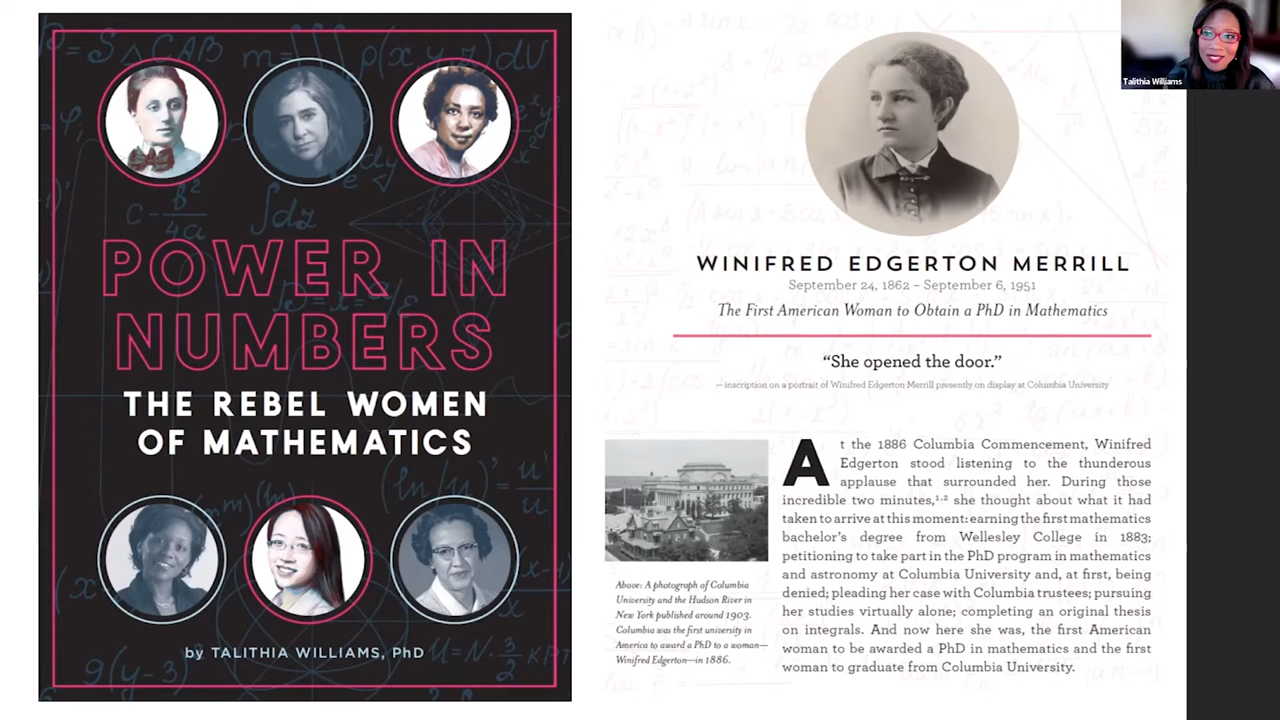 POWER IN
NUMBERS
THE REBEL WOMEN
OF MATHEMATICS
by TALITHIA WILLIAMS, PhD
WINIFRED EDGERTON MERRILL
September 24, 1862 – September 6, 1951
The First American Woman to Obtain a PhD in Mathematics
“She opened the door.”
— inscription on a portrait of Winifred Edgerton Merrill presently on display at Columbia University
At the 1886 Columbia Commencement, Winifred
Edgerton stood listening to the thunderous
applause that surrounded her. During those
incredible two minutes,1,2 she thought about what it had
taken to arrive at this moment: earning the first mathematics
bachelor's degree from Wellesley College in 1883;
petitioning to take part in the PhD program in mathematics
and astronomy at Columbia University and, at first, being
denied; pleading her case with Columbia trustees; pursuing
her studies virtually alone; completing an original thesis
on integrals. And now here she was, the first American
woman to be awarded a PhD in mathematics and the first
woman to graduate from Columbia University.
Above: A photograph of Columbia
University and the Hudson River in
New York published around 1903.
Columbia was the first university in
America to award a PhD to a woman—
Winifred Edgerton—in 1886.
Talithia Williams